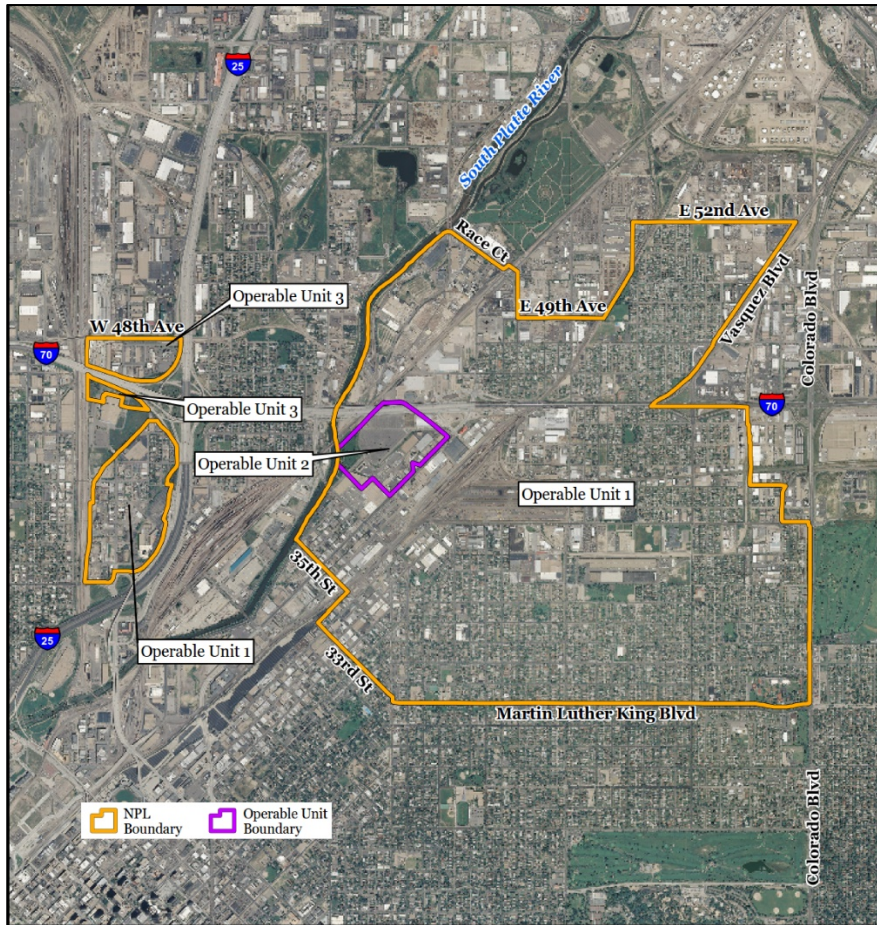 25
South Platte River
E 52nd Ave
Race Ct
Operable Unit 3
E 49th Ave
Vasquez Blvd
Colorado Blvd
W 48th Ave
70
Operable Unit 3
70
Operable Unit 2
Operable Unit 1
35th St
25
Operable Unit 1
33rd St
Martin Luther King Blvd
NPL
Boundary
Operable Unit
Boundary
Colorado Blvd